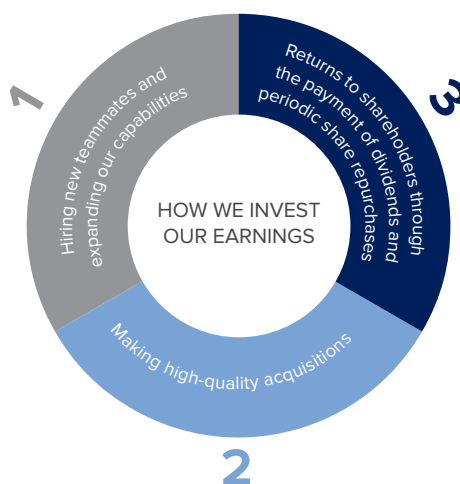 HOW WE INVEST
OUR EARNINGS
1
Hiring new teammates and
expanding our capabilities
2
Making high-quality acquisitions
3
Returns to shareholders through
the payment of dividends and
periodic share repurchases